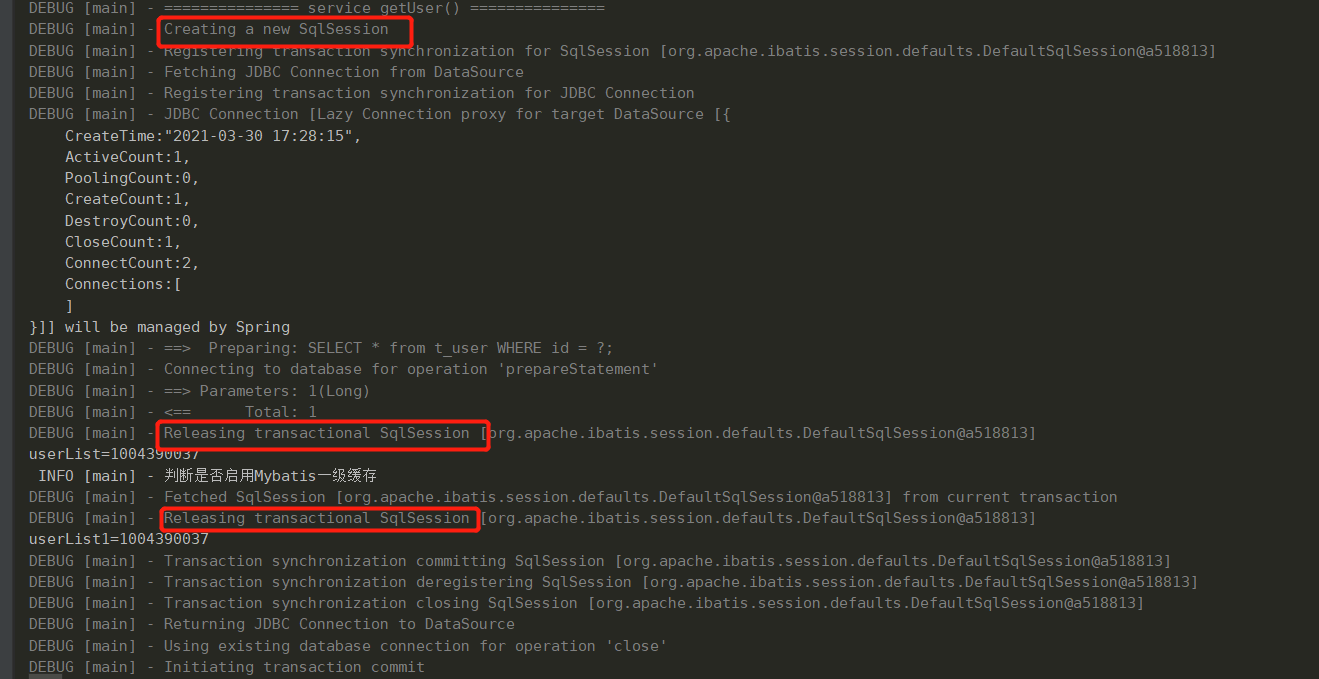 DEBUG [main] - =============== service getUser() ===============
DEBUG [main] - Creating a new SqlSession
DEBUG [main] - Registering transaction synchronization for SqlSession [org.apache.ibatis.session.defaults.DefaultSqlSession@a518813]
DEBUG [main] - Fetching JDBC Connection from DataSource
DEBUG [main] - Registering transaction synchronization for JDBC Connection
DEBUG [main] - JDBC Connection [Lazy Connection proxy for target DataSource [{
    CreateTime:"2021-03-30 17:28:15",
    ActiveCount:1,
    PoolingCount:0,
    CreateCount:1,
    DestroyCount:0,
    CloseCount:1,
    ConnectCount:2,
    Connections:[
    ]
}]] will be managed by Spring
DEBUG [main] - ==>  Preparing: SELECT * from t_user WHERE id = ?;
DEBUG [main] - Connecting to database for operation 'prepareStatement'
DEBUG [main] - ==> Parameters: 1(Long)
DEBUG [main] - <==      Total: 1
DEBUG [main] - Releasing transactional SqlSession [org.apache.ibatis.session.defaults.DefaultSqlSession@a518813]
userList=1004390037
 INFO [main] - 判断是否启用Mybatis一级缓存
DEBUG [main] - Fetched SqlSession [org.apache.ibatis.session.defaults.DefaultSqlSession@a518813] from current transaction
DEBUG [main] - Releasing transactional SqlSession [org.apache.ibatis.session.defaults.DefaultSqlSession@a518813]
userList1=1004390037
DEBUG [main] - Transaction synchronization committing SqlSession [org.apache.ibatis.session.defaults.DefaultSqlSession@a518813]
DEBUG [main] - Transaction synchronization deregistering SqlSession [org.apache.ibatis.session.defaults.DefaultSqlSession@a518813]
DEBUG [main] - Transaction synchronization closing SqlSession [org.apache.ibatis.session.defaults.DefaultSqlSession@a518813]
DEBUG [main] - Returning JDBC Connection to DataSource
DEBUG [main] - Using existing database connection for operation 'close'
DEBUG [main] - Initiating transaction commit